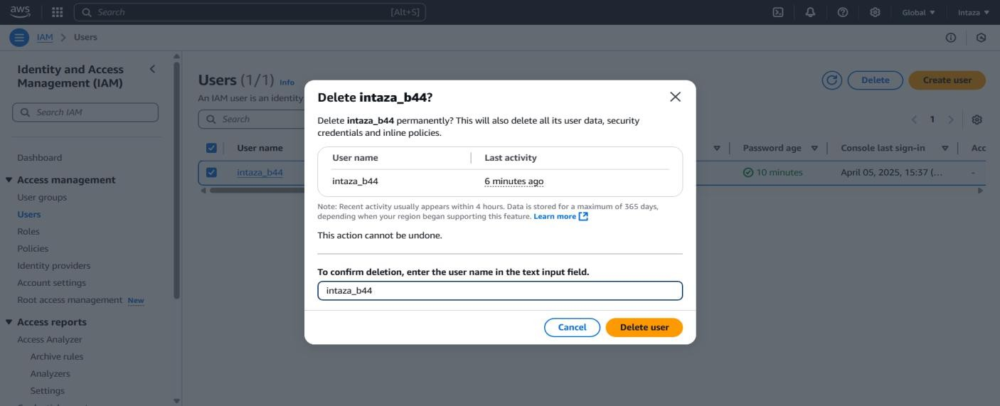 aws Search [Alt+S] Global Intaza
IAM > Users
Identity and Access
Management (IAM)
Search IAM
Dashboard
Access management
User groups
Users
Roles
Policies
Identity providers
Account settings
Root access management New
Access reports
Access Analyzer
Archive rules
Analyzers
Settings
Users (1/1) Info
Delete
Create user
An IAM user is an identity
Search
1
User name
Password age
Console last sign-in
Acc
intaza_b44
10 minutes
April 05, 2025, 15:37 (...
-
Delete intaza_b44?
Delete intaza_b44 permanently? This will also delete all its user data, security
credentials and inline policies.
User name Last activity
intaza_b44 6 minutes ago
Note: Recent activity usually appears within 4 hours. Data is stored for a maximum of 365 days,
depending when your region began supporting this feature. Learn more
This action cannot be undone.
To confirm deletion, enter the user name in the text input field.
intaza_b44
Cancel Delete user